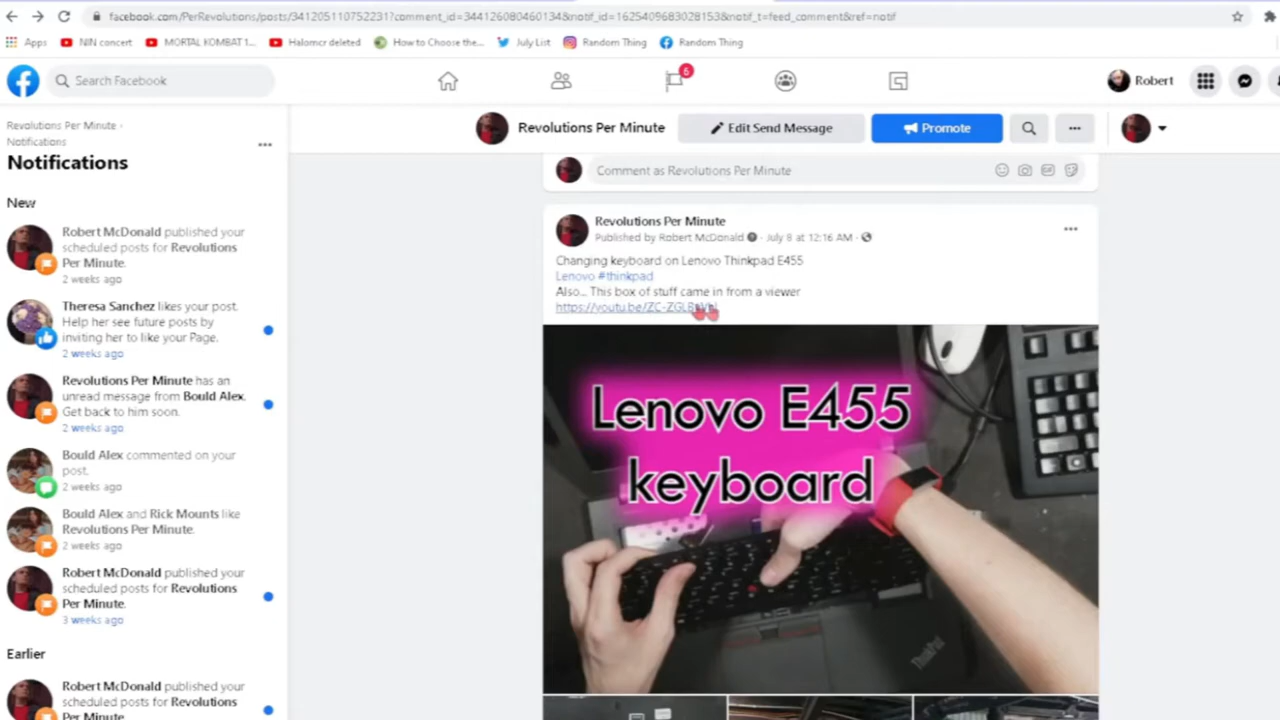 facebook.com/PerRevolutions/posts/341205110752231?comment_id=344126080460134&notif_id=1625409683028153&notif_t=feed_comment&ref=notif
Apps NIN concert MORTAL KOMBAT 1... Halomcr deleted How to Choose the... July List Random Thing Random Thing
Search Facebook
6
Robert
Revolutions Per Minute ·
Notifications
Notifications
New
Robert McDonald published your
scheduled posts for Revolutions
Per Minute.
2 weeks ago
Theresa Sanchez likes your post.
Help her see future posts by
inviting her to like your Page.
2 weeks ago
Revolutions Per Minute has an
unread message from Bould Alex.
Get back to him soon.
2 weeks ago
Bould Alex commented on your
post.
2 weeks ago
Bould Alex and Rick Mounts like
Revolutions Per Minute.
2 weeks ago
Robert McDonald published your
scheduled posts for Revolutions
Per Minute.
3 weeks ago
Earlier
Robert McDonald published your
scheduled posts for Revolutions
Per Minute.
Revolutions Per Minute Edit Send Message Promote
Comment as Revolutions Per Minute
Revolutions Per Minute
Published by Robert McDonald · July 8 at 12:16 AM ·
Changing keyboard on Lenovo Thinkpad E455
Lenovo #thinkpad
Also... This box of stuff came in from a viewer
Lenovo E455
keyboard
ThinkPad